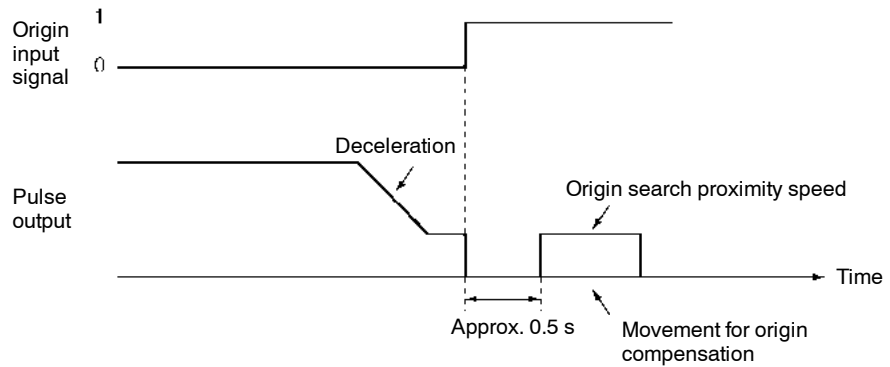 Origin
input
signal
1
0
Deceleration
Pulse
output
Origin search proximity speed
Time
Approx. 0.5 s
Movement for origin
compensation